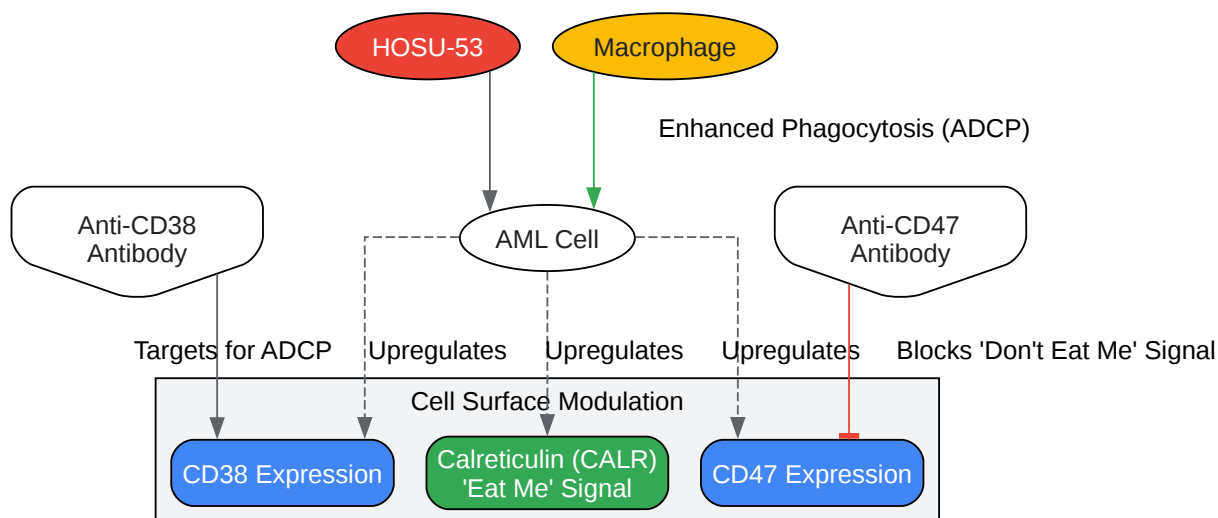 HOSU-53
Macrophage
Enhanced Phagocytosis (ADCP)
Anti-CD38
Antibody
AML Cell
Anti-CD47
Antibody
Targets for ADCP
Upregulates
Upregulates
Upregulates
Blocks 'Don't Eat Me' Signal
Cell Surface Modulation
CD38 Expression
Calreticulin (CALR)
'Eat Me' Signal
CD47 Expression